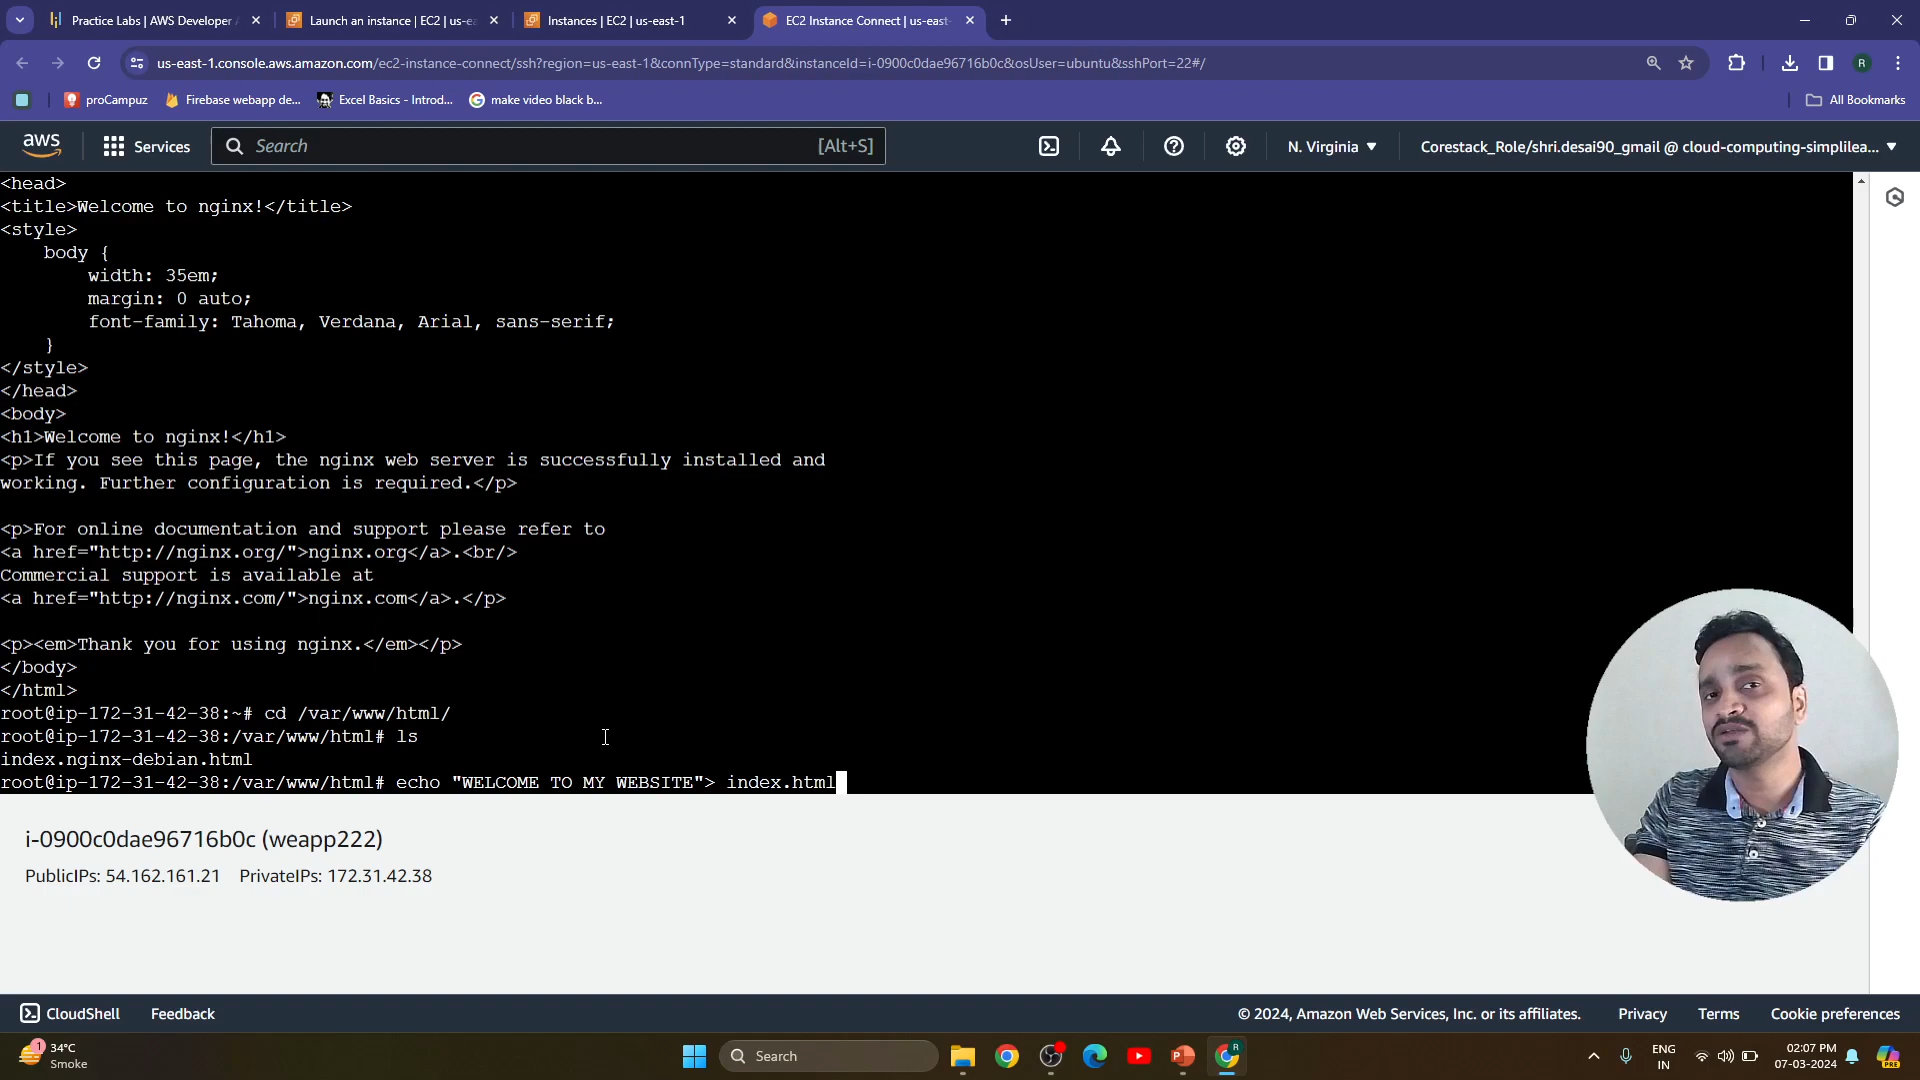 Practice Labs | AWS Developer
Launch an instance | EC2 | us-ea
Instances | EC2 | us-east-1
EC2 Instance Connect | us-east-
us-east-1.console.aws.amazon.com/ec2-instance-connect/ssh?region=us-east-1&connType=standard&instanceId=i-0900c0dae96716b0c&osUser=ubuntu&sshPort=22#/
R
proCampuz
Firebase webapp de...
Excel Basics - Introd...
make video black b...
All Bookmarks
aws
Services
Search
[Alt+S]
N. Virginia
Corestack_Role/shri.desai90_gmail @ cloud-computing-simplilea...
<head>
<title>Welcome to nginx!</title>
<style>
body {
width: 35em;
margin: 0 auto;
font-family: Tahoma, Verdana, Arial, sans-serif;
}
</style>
</head>
<body>
<h1>Welcome to nginx!</h1>
<p>If you see this page, the nginx web server is successfully installed and
working. Further configuration is required.</p>
<p>For online documentation and support please refer to
<a href="http://nginx.org/">nginx.org</a>.<br/>
Commercial support is available at
<a href="http://nginx.com/">nginx.com</a>.</p>
<p><em>Thank you for using nginx.</em></p>
</body>
</html>
root@ip-172-31-42-38:~# cd /var/www/html/
root@ip-172-31-42-38:/var/www/html# ls
index.nginx-debian.html
root@ip-172-31-42-38:/var/www/html# echo "WELCOME TO MY WEBSITE"> index.html
i-0900c0dae96716b0c (weapp222)
PublicIPs: 54.162.161.21 PrivateIPs: 172.31.42.38
CloudShell
Feedback
© 2024, Amazon Web Services, Inc. or its affiliates.
Privacy
Terms
Cookie preferences
1
34°C
Smoke
Search
P
R
ENG
IN
02:07 PM
07-03-2024
PRE